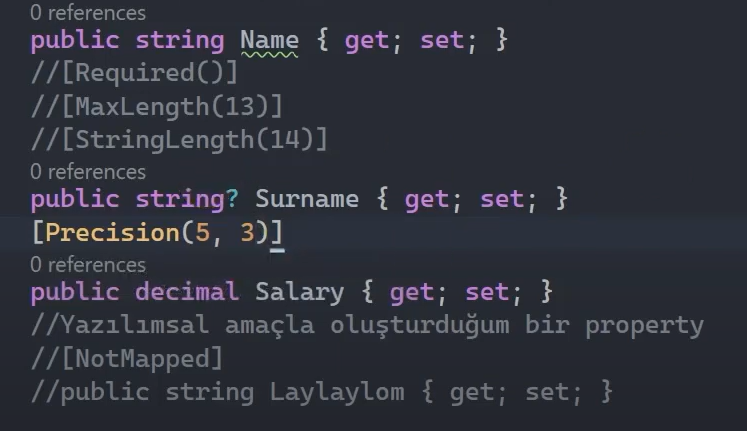 0 references
public string Name { get; set; }
//[Required()]
//[MaxLength(13)]
//[StringLength(14)]
0 references
public string? Surname { get; set; }
[Precision(5, 3)]
0 references
public decimal Salary { get; set; }
//Yazılımsal amaçla oluşturduğum bir property
//[NotMapped]
//public string Laylaylom { get; set; }